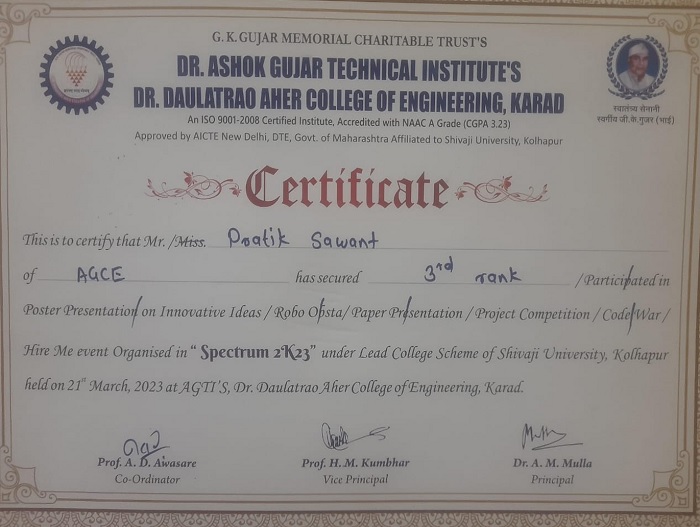 G. K. GUJAR MEMORIAL CHARITABLE TRUST'S
DR. ASHOK GUJAR TECHNICAL INSTITUTE'S
DR. DAULATRAO AHER COLLEGE OF ENGINEERING, KARAD
An ISO 9001-2008 Certified Institute, Accredited with NAAC A Grade (CGPA 3.23)
Approved by AICTE New Delhi, DTE, Govt. of Maharashtra Affiliated to Shivaji University, Kolhapur
स्वातंत्र्य सेनानी
स्वर्गीय जी.के.गुजर (भाई)
Certificate
This is to certify that Mr. /Miss. Pratik Sawant
of AGCE has secured 3rd rank /Participated in
Poster Presentation on Innovative Ideas / Robo Obsta/ Paper Presentation / Project Competition / Code War /
Hire Me event Organised in “ Spectrum 2K23” under Lead College Scheme of Shivaji University, Kolhapur
held on 21st March, 2023 at AGTI'S, Dr. Daulatrao Aher College of Engineering, Karad.
Prof. A. D. Awasare
Co-Ordinator
Prof. H. M. Kumbhar
Vice Principal
Dr. A. M. Mulla
Principal